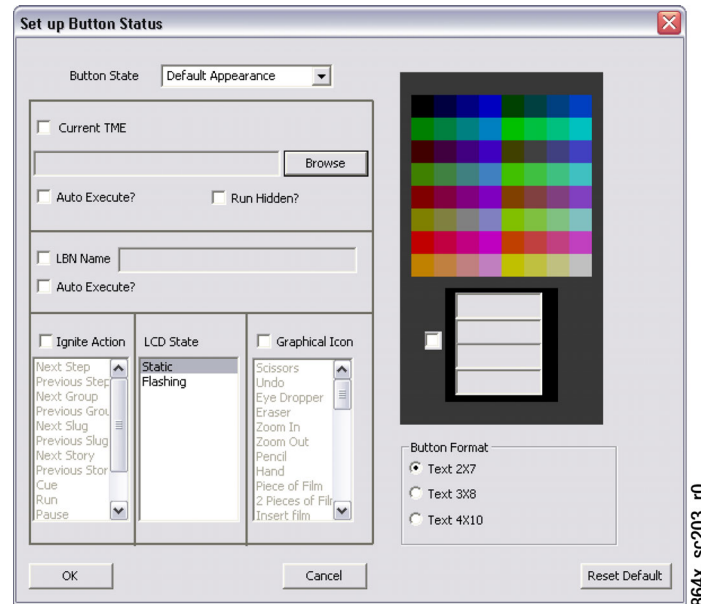 Set up Button Status
Button State Default Appearance
Current TME
Browse
Auto Execute? Run Hidden?
LBN Name
Auto Execute?
Ignite Action
Next Step
Previous Step
Next Group
Previous Grou
Next Slug
Previous Slug
Next Story
Previous Stor
Cue
Run
Pause
LCD State
Static
Flashing
Graphical Icon
Scissors
Undo
Eye Dropper
Eraser
Zoom In
Zoom Out
Pencil
Hand
Piece of Film
2 Pieces of Film
Insert film
Button Format
Text 2X7
Text 3X8
Text 4X10
OK Cancel Reset Default
864x_sc203_r0